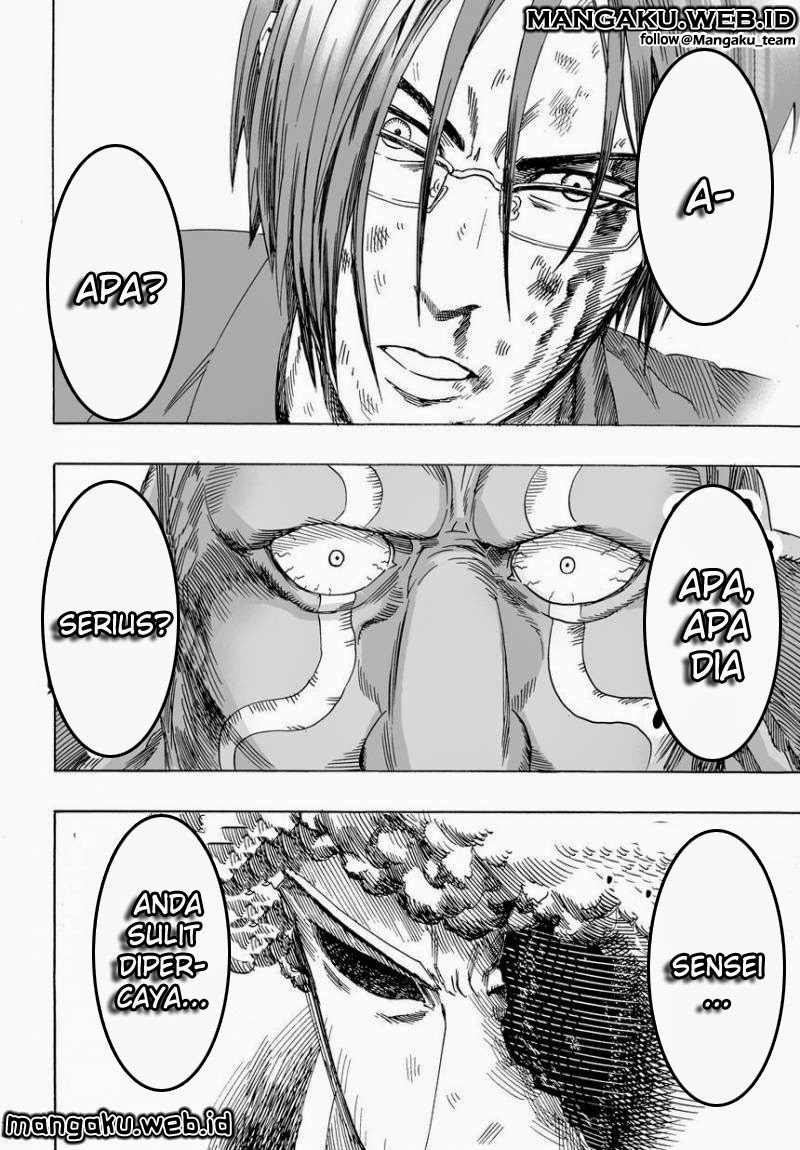 MANGAKU.WEB.ID
follow @Mangaku_team
A-
APA?
APA,
APA
DIA
SERIUS?
SENSEI
...
ANDA
SULIT
DIPER-
CAYA...
mangaku.web.id